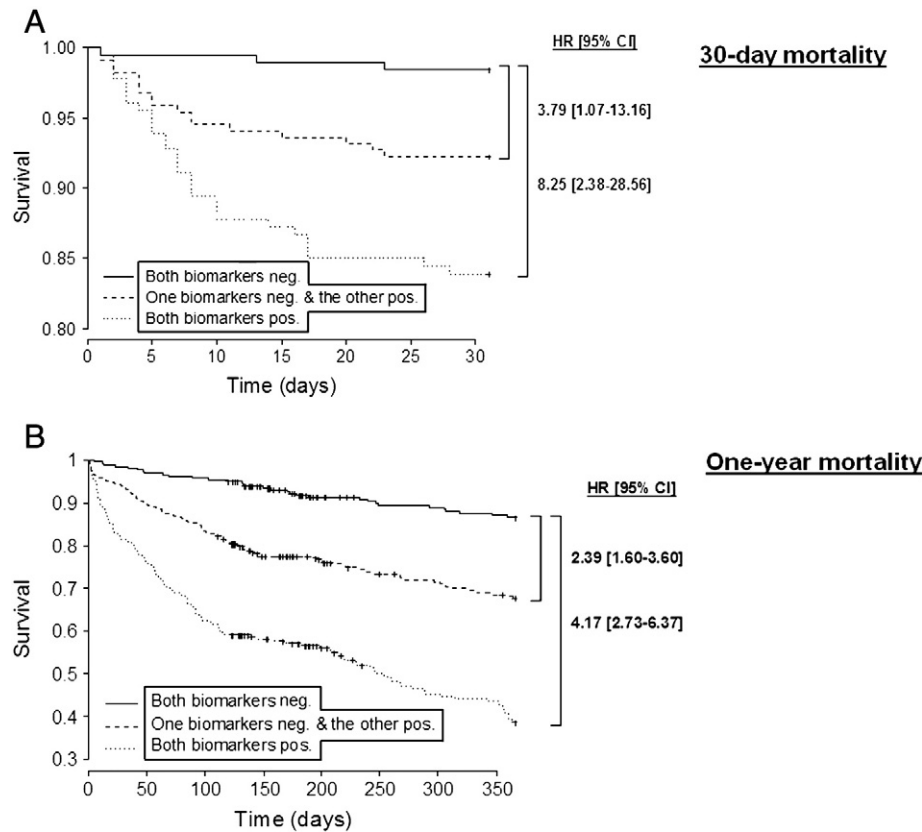 A
HR [95% CI]
30-day mortality
1.00
0.95
0.90
0.85
0.80
Survival
3.79 [1.07-13.16]
8.25 [2.38-28.56]
Both biomarkers neg.
One biomarkers neg. & the other pos.
Both biomarkers pos.
0 5 10 15 20 25 30
Time (days)
B
One-year mortality
HR [95% CI]
1
0.9
0.8
0.7
0.6
0.5
0.4
0.3
Survival
2.39 [1.60-3.60]
4.17 [2.73-6.37]
Both biomarkers neg.
One biomarkers neg. & the other pos.
Both biomarkers pos.
0 50 100 150 200 250 300 350
Time (days)